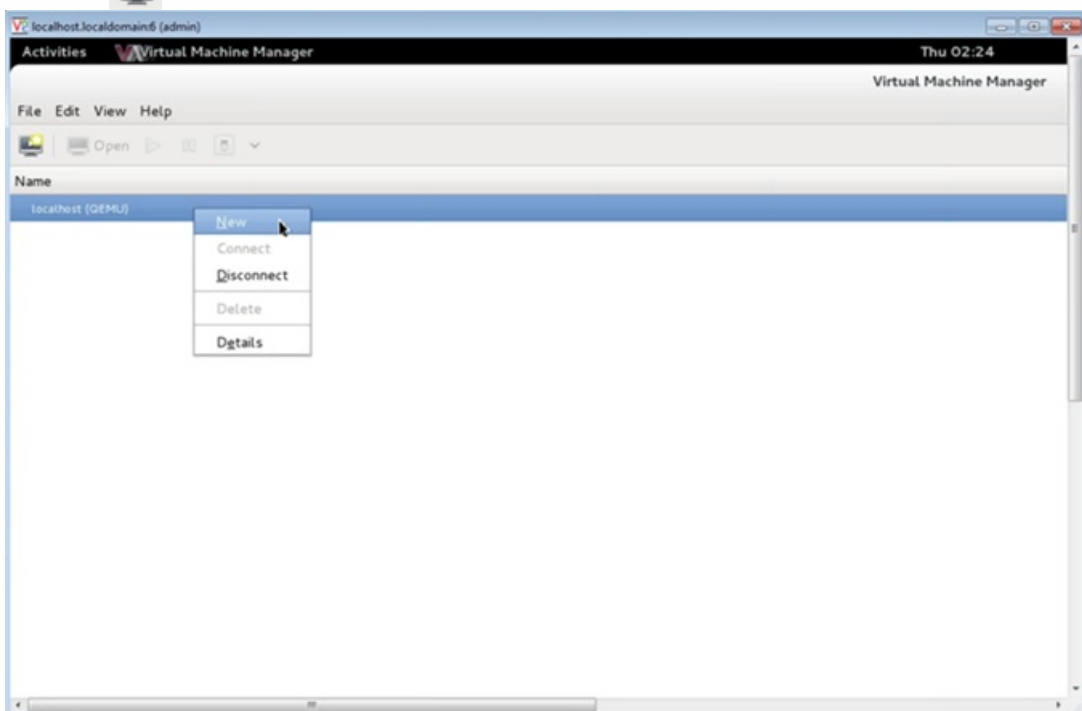 localhost.localdomain:6 (admin)
Activities Virtual Machine Manager Thu 02:24
Virtual Machine Manager
File Edit View Help
Open
Name
localhost (QEMU)
New
Connect
Disconnect
Delete
Details